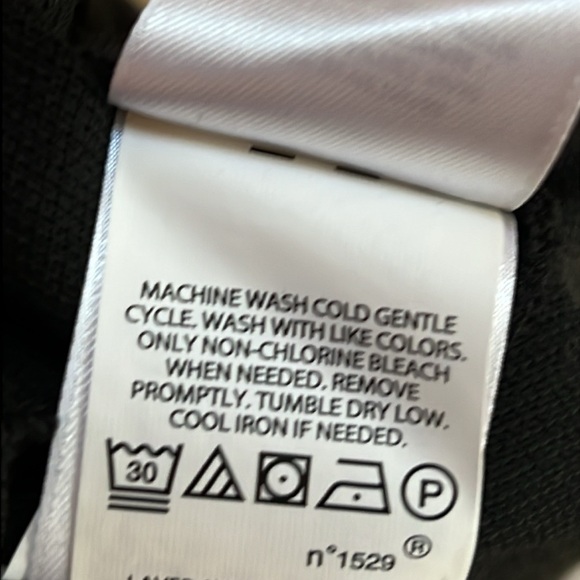 MACHINE WASH COLD GENTLE
CYCLE. WASH WITH LIKE COLORS.
ONLY NON-CHLORINE BLEACH
WHEN NEEDED. REMOVE
PROMPTLY. TUMBLE DRY LOW.
COOL IRON IF NEEDED.
30 P
n°1529 ®